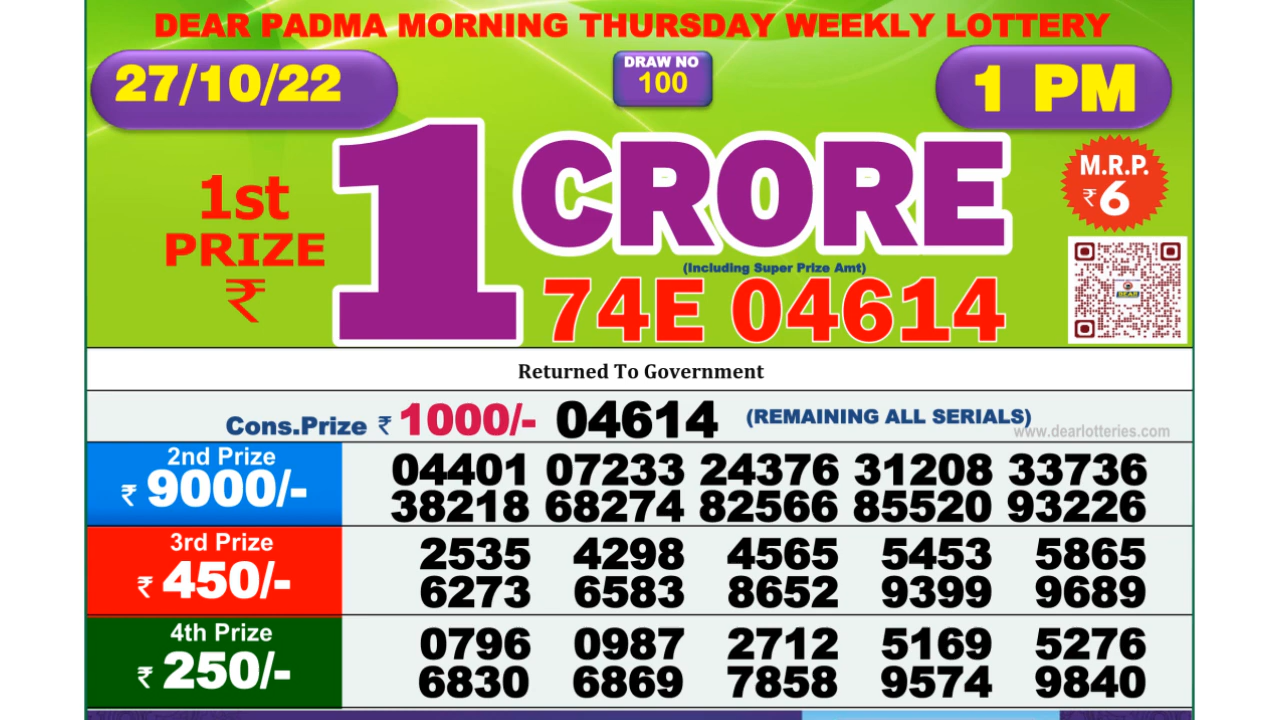 DEAR PADMA MORNING THURSDAY WEEKLY LOTTERY
27/10/22
DRAW NO
100
1 PM
1st
PRIZE
₹
1 CRORE
(Including Super Prize Amt)
74E 04614
M.R.P.
₹ 6
Returned To Government
Cons.Prize ₹ 1000/- 04614 (REMAINING ALL SERIALS)
www.dearlotteries.com
2nd Prize
₹ 9000/-
04401 07233 24376 31208 33736
38218 68274 82566 85520 93226
3rd Prize
₹ 450/-
2535 4298 4565 5453 5865
6273 6583 8652 9399 9689
4th Prize
₹ 250/-
0796 0987 2712 5169 5276
6830 6869 7858 9574 9840